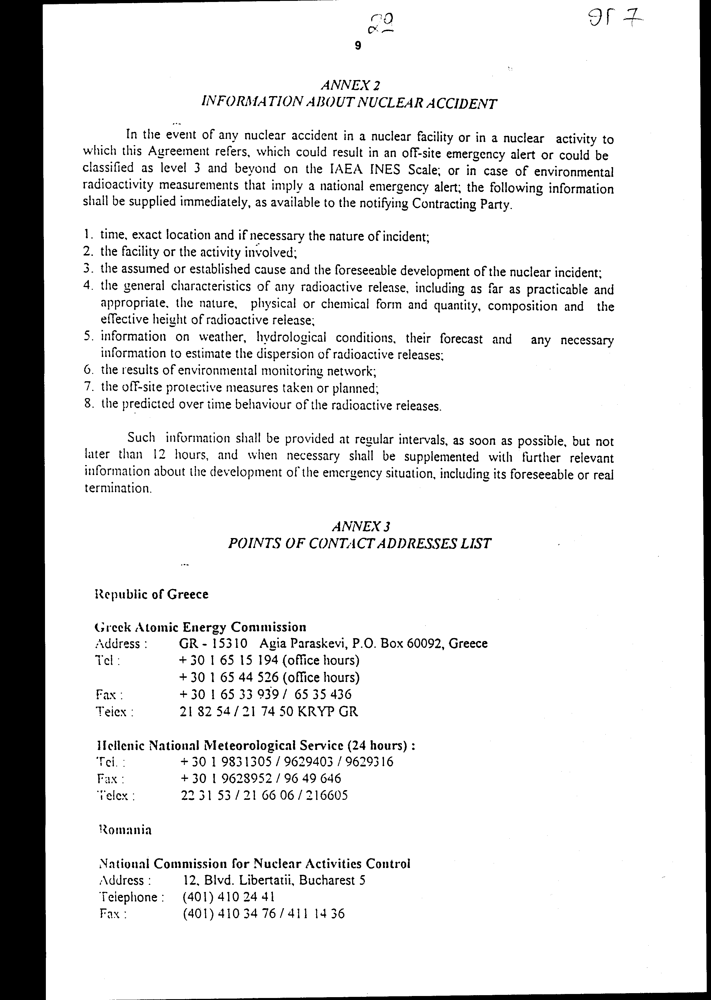 29
9
ANNEX 2
INFORMATION ABOUT NUCLEAR ACCIDENT
In the event of any nuclear accident in a nuclear facility or in a nuclear activity to
which this Agreement refers, which could result in an off-site emergency alert or could be
classified as level 3 and beyond on the IAEA INES Scale; or in case of environmental
radioactivity measurements that imply a national emergency alert; the following information
shall be supplied immediately, as available to the notifying Contracting Party.
1. time, exact location and if necessary the nature of incident;
2. the facility or the activity involved;
3. the assumed or established cause and the foreseeable development of the nuclear incident;
4. the general characteristics of any radioactive release, including as far as practicable and
appropriate, the nature, physical or chemical form and quantity, composition and the
effective height of radioactive release;
5. information on weather, hydrological conditions, their forecast and any necessary
information to estimate the dispersion of radioactive releases;
6. the results of environmental monitoring network;
7. the off-site protective measures taken or planned;
8. the predicted over time behaviour of the radioactive releases.
Such information shall be provided at regular intervals, as soon as possible, but not
later than 12 hours, and when necessary shall be supplemented with further relevant
information about the development of the emergency situation, including its foreseeable or real
termination.
ANNEX 3
POINTS OF CONTACT ADDRESSES LIST
Republic of Greece
Greek Atomic Energy Commission
Address : GR - 15310 Agia Paraskevi, P.O. Box 60092, Greece
Tel : + 30 1 65 15 194 (office hours)
+ 30 1 65 44 526 (office hours)
Fax : + 30 1 65 33 939 / 65 35 436
Telex : 21 82 54 / 21 74 50 KRYP GR
Hellenic National Meteorological Service (24 hours) :
Tel. : + 30 1 9831305 / 9629403 / 9629316
Fax : + 30 1 9628952 / 96 49 646
Telex : 22 31 53 / 21 66 06 / 216605
Romania
National Commission for Nuclear Activities Control
Address : 12, Blvd. Libertatii, Bucharest 5
Telephone : (401) 410 24 41
Fax : (401) 410 34 76 / 411 14 36